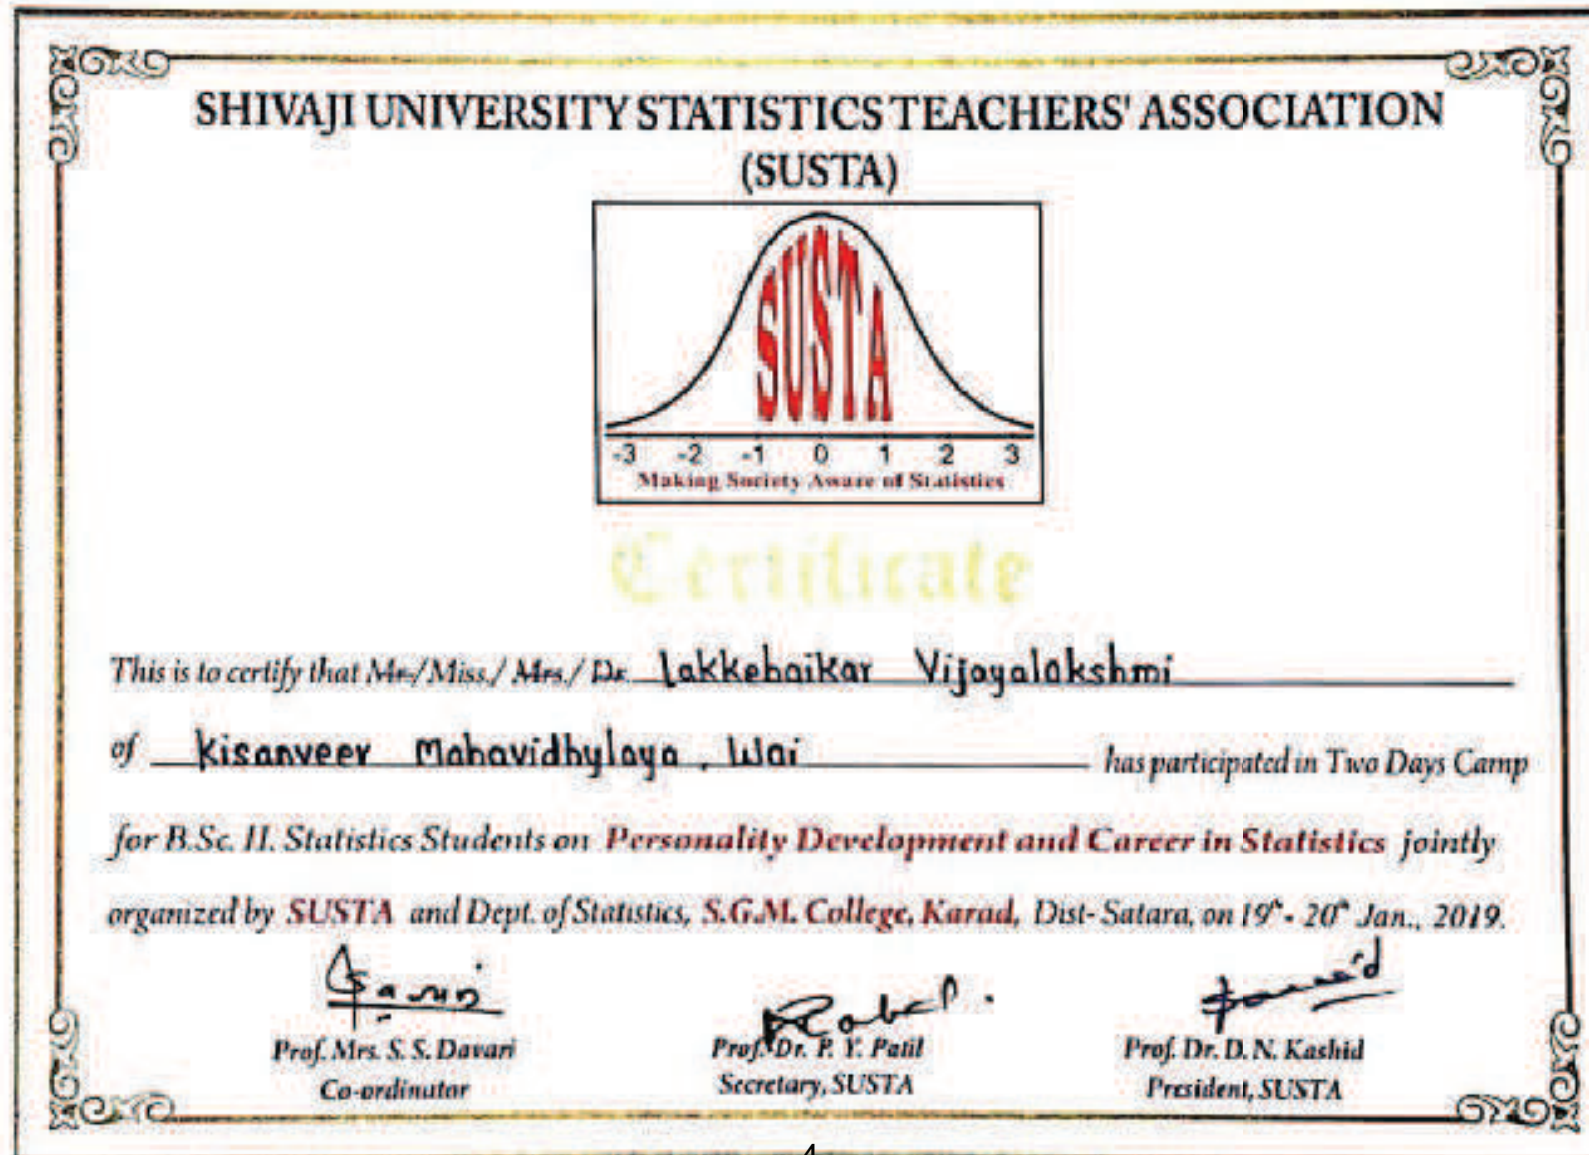 SHIVAJI UNIVERSITY STATISTICS TEACHERS' ASSOCIATION
(SUSTA)
SUSTA
-3 -2 -1 0 1 2 3
Making Society Aware of Statistics
Certificate
This is to certify that Mr./Miss./ Mrs./ Dr. Lakkebaikar Vijayalakshmi
of Kisanveer Mahavidhylaya, Wai has participated in Two Days Camp
for B.Sc. II. Statistics Students on Personality Development and Career in Statistics jointly
organized by SUSTA and Dept. of Statistics, S.G.M. College, Karad, Dist- Satara, on 19th- 20th Jan., 2019.
Prof. Mrs. S. S. Davari
Co-ordinator
Prof. Dr. P. Y. Patil
Secretary, SUSTA
Prof. Dr. D. N. Kashid
President, SUSTA
4